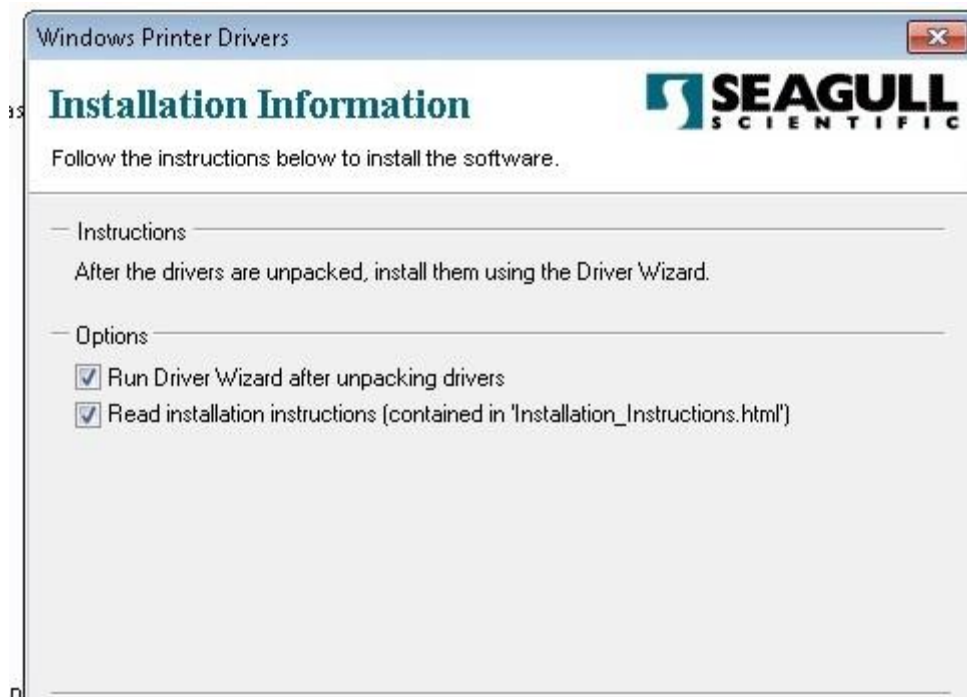 Windows Printer Drivers
Installation Information
SEAGULL
SCIENTIFIC
Follow the instructions below to install the software.
as
Instructions
After the drivers are unpacked, install them using the Driver Wizard.
Options
Run Driver Wizard after unpacking drivers
Read installation instructions (contained in 'Installation_Instructions.html')